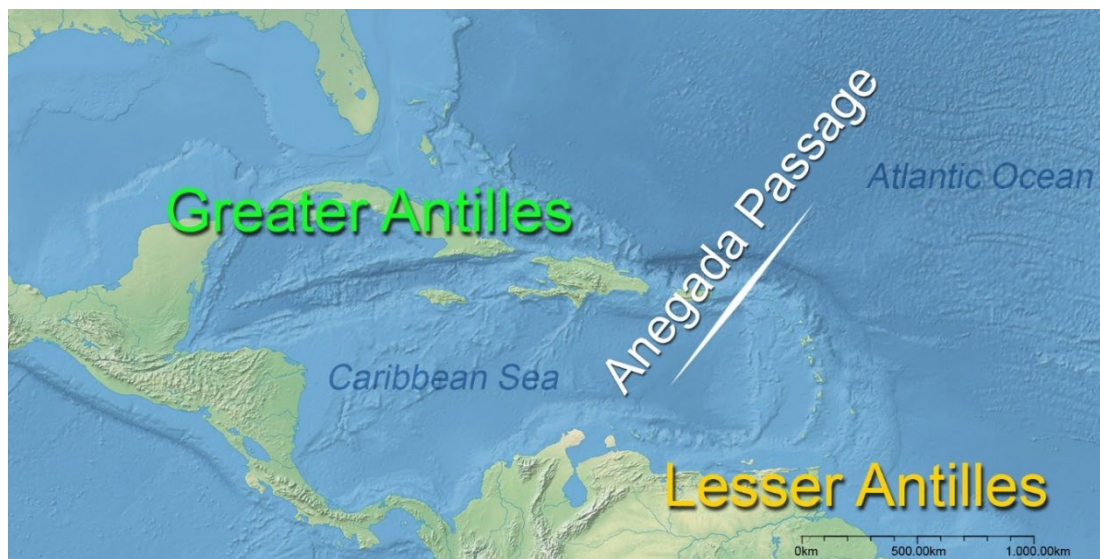 Anegada Passage
Atlantic Ocean
Greater Antilles
Caribbean Sea
Lesser Antilles
0km 500.00km 1.000.00km